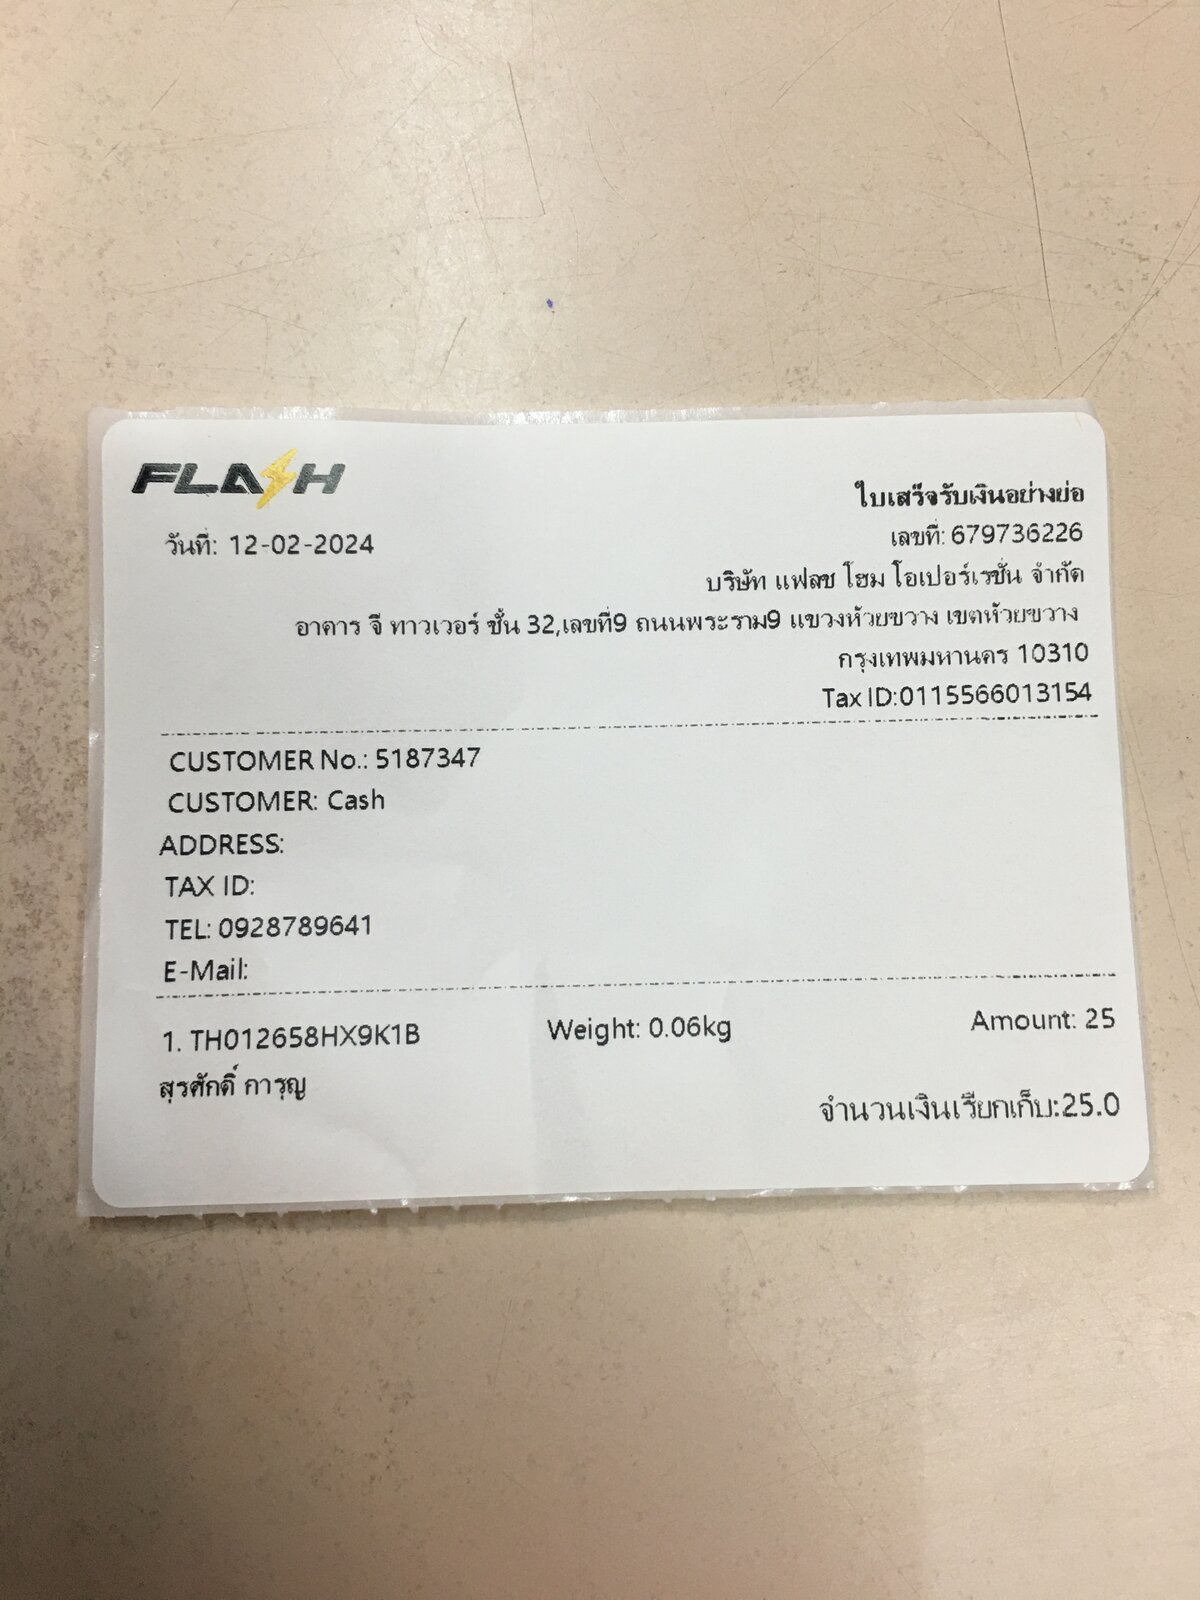 FLASH
ใบเสร็จรับเงินอย่างย่อ
วันที่: 12-02-2024
เลขที่: 679736226
บริษัท แฟลช โฮม โอเปอร์เรชั่น จำกัด
อาคาร จี ทาวเวอร์ ชั้น 32,เลขที่9 ถนนพระราม9 แขวงห้วยขวาง เขตห้วยขวาง
กรุงเทพมหานคร 10310
Tax ID:0115566013154
CUSTOMER No.: 5187347
CUSTOMER: Cash
ADDRESS:
TAX ID:
TEL: 0928789641
E-Mail:
1. TH012658HX9K1B Weight: 0.06kg Amount: 25
สุรศักดิ์ การุญ
จำนวนเงินเรียกเก็บ:25.0